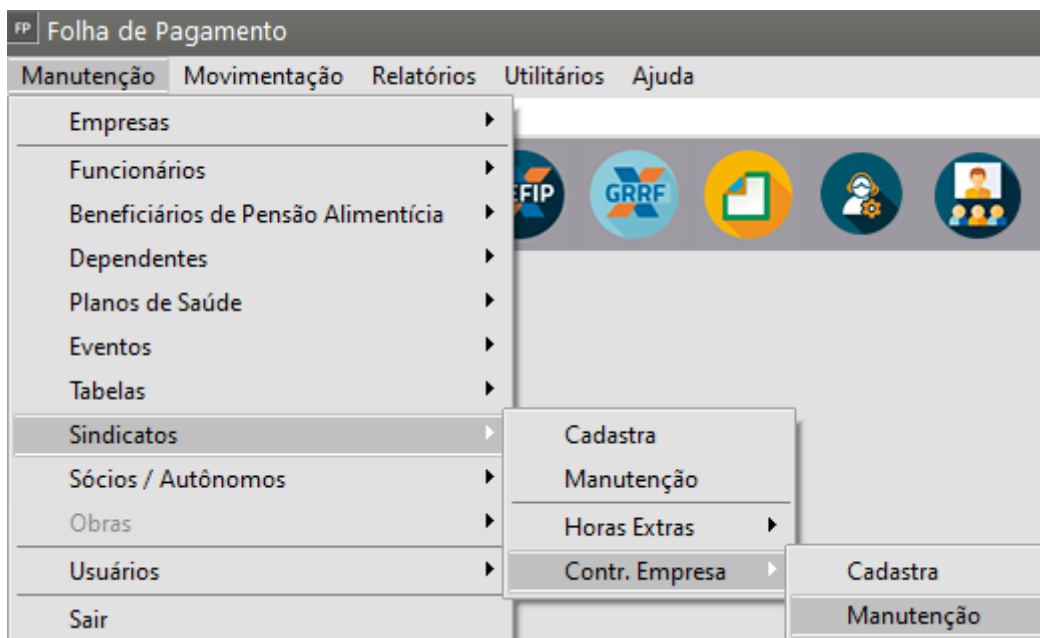 FP Folha de Pagamento
Manutenção Movimentação Relatórios Utilitários Ajuda
Empresas
Funcionários
EFIP GRRF
Beneficiários de Pensão Alimentícia
Dependentes
Planos de Saúde
Eventos
Tabelas
Sindicatos
Cadastra
Sócios / Autônomos
Manutenção
Obras
Horas Extras
Usuários
Contr. Empresa
Cadastra
Sair
Manutenção